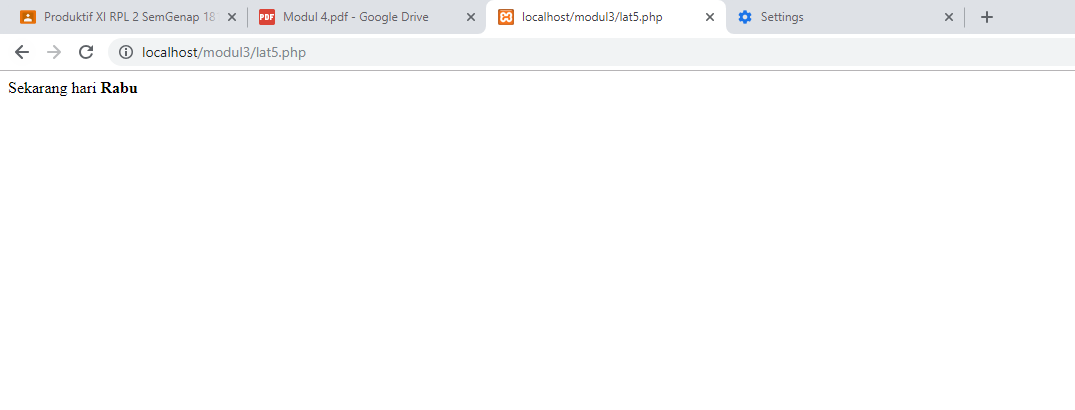 Produktif XI RPL 2 SemGenap 18
PDF Modul 4.pdf - Google Drive
localhost/modul3/lat5.php
Settings
localhost/modul3/lat5.php
Sekarang hari Rabu